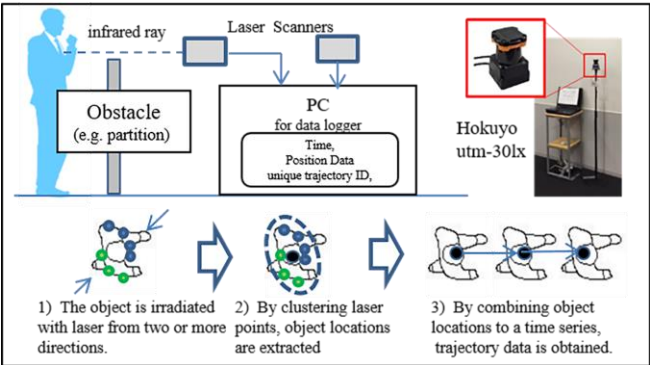 infrared ray
Laser Scanners
Obstacle
(e.g. partition)
PC
for data logger
Time,
Position Data
unique trajectory ID,
Hokuyo
utm-30lx
1) The object is irradiated
with laser from two or more
directions.
2) By clustering laser
points, object locations
are extracted
3) By combining object
locations to a time series,
trajectory data is obtained.